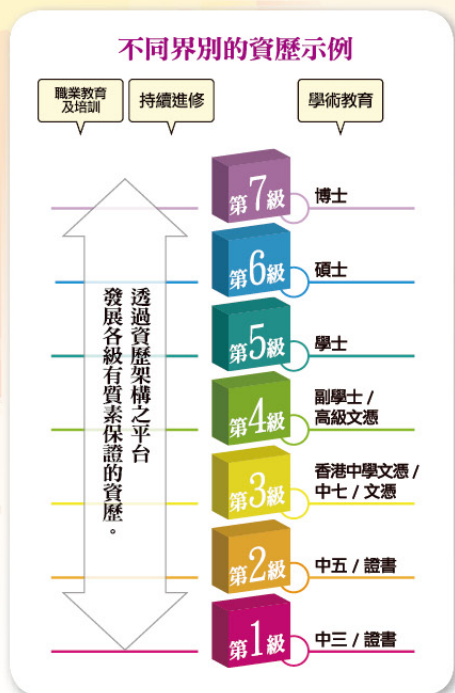 不同界別的資歷示例
職業教育
及培訓
持續進修
學術教育
第7級
博士
第6級
碩士
第5級
學士
第4級
副學士 /
高級文憑
第3級
香港中學文憑 /
中七 / 文憑
第2級
中五 / 證書
第1級
中三 / 證書
透過資歷架構之平台
發展各級有質素保證的資歷。